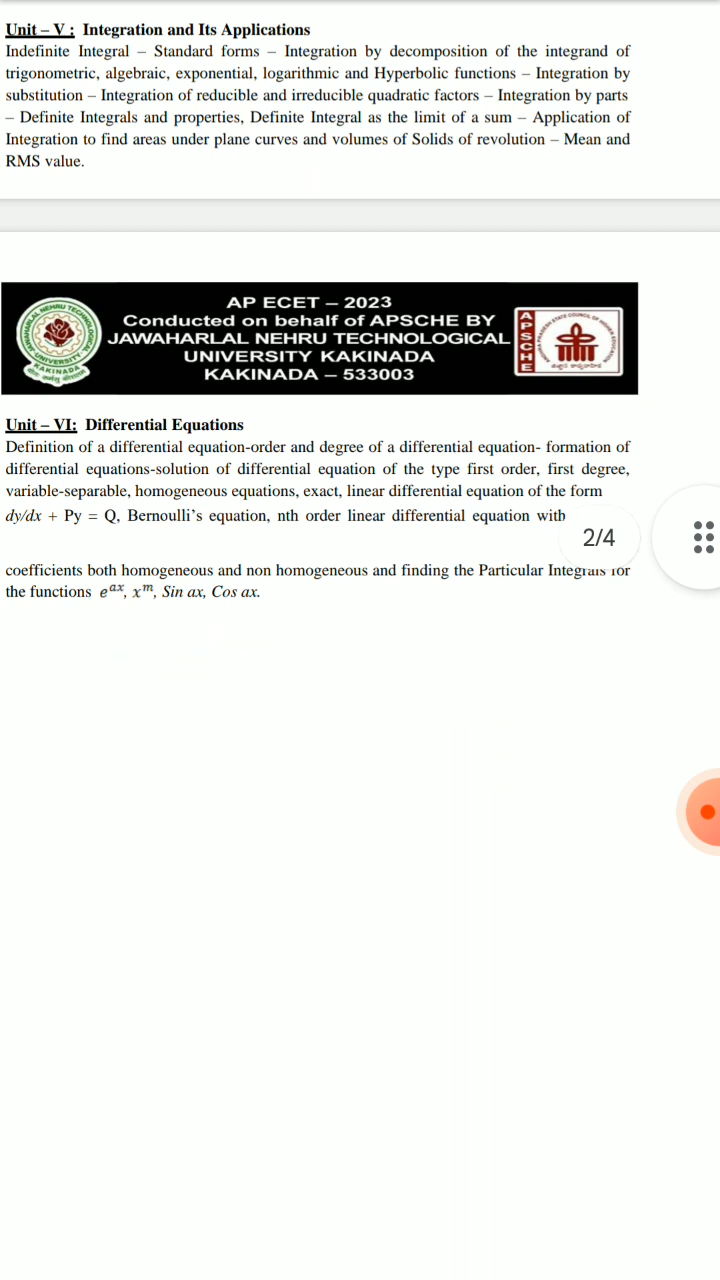 Unit – V : Integration and Its Applications
Indefinite Integral – Standard forms – Integration by decomposition of the integrand of
trigonometric, algebraic, exponential, logarithmic and Hyperbolic functions – Integration by
substitution – Integration of reducible and irreducible quadratic factors – Integration by parts
– Definite Integrals and properties, Definite Integral as the limit of a sum – Application of
Integration to find areas under plane curves and volumes of Solids of revolution – Mean and
RMS value.
AP ECET – 2023
Conducted on behalf of APSCHE BY
JAWAHARLAL NEHRU TECHNOLOGICAL
UNIVERSITY KAKINADA
KAKINADA – 533003
APSCHE
Unit – VI: Differential Equations
Definition of a differential equation-order and degree of a differential equation- formation of
differential equations-solution of differential equation of the type first order, first degree,
variable-separable, homogeneous equations, exact, linear differential equation of the form
dy/dx + Py = Q, Bernoulli’s equation, nth order linear differential equation with
2/4
coefficients both homogeneous and non homogeneous and finding the Particular Integrals for
the functions e^{ax}, x^m, Sin ax, Cos ax.